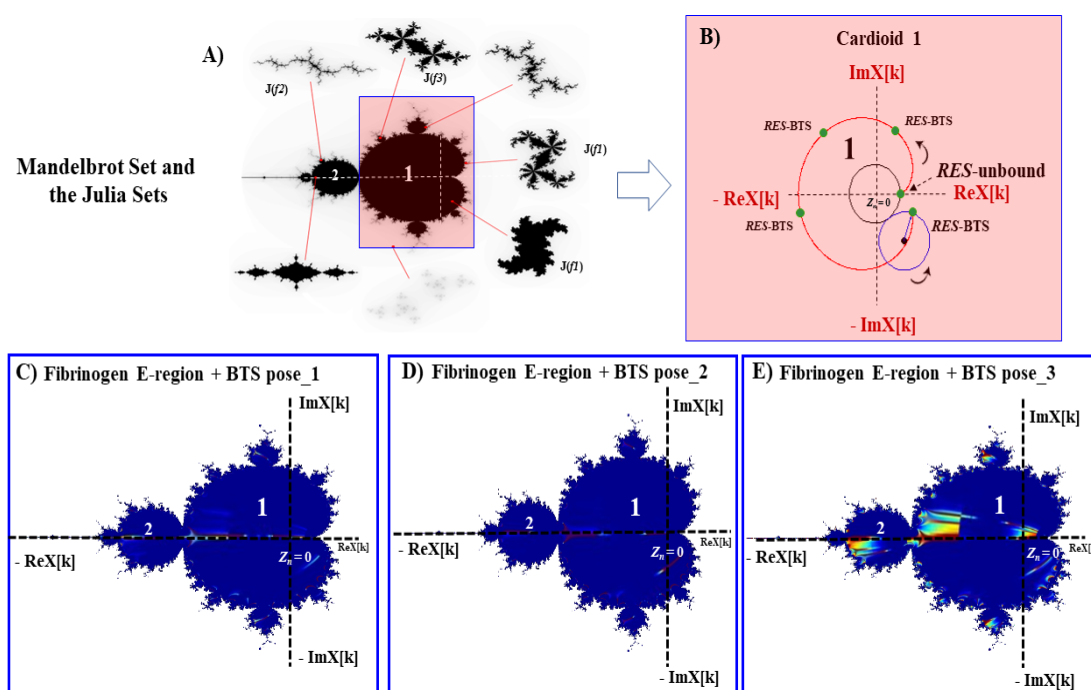 Mandelbrot Set and
the Julia Sets
A)
J(f2)
J(f3)
J(f1)
J(f1)
2
1
B)
Cardioid 1
ImX[k]
RES-BTS
RES-BTS
1
RES-unbound
- ReX[k]
Zn=0
ReX[k]
RES-BTS
RES-BTS
- ImX[k]
C) Fibrinogen E-region + BTS pose_1
ImX[k]
1
2
ReX[k]
- ReX[k]
Zn=0
- ImX[k]
D) Fibrinogen E-region + BTS pose_2
ImX[k]
1
2
ReX[k]
- ReX[k]
Zn=0
- ImX[k]
E) Fibrinogen E-region + BTS pose_3
ImX[k]
1
2
ReX[k]
- ReX[k]
Zn=0
- ImX[k]